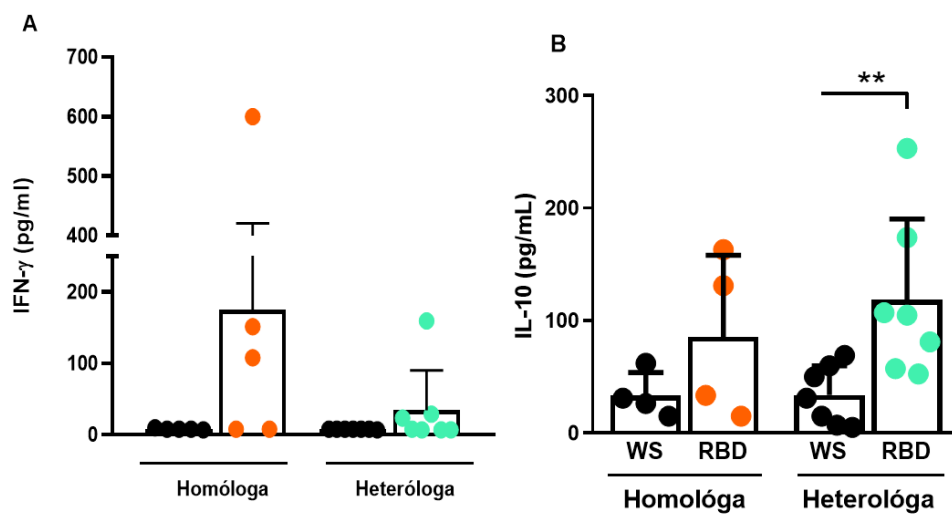 A
IFN-γ (pg/ml)
700
600
500
400
200
100
0
Homóloga
Heteróloga
B
IL-10 (pg/mL)
300
200
100
0
**
WS
RBD
WS
RBD
Homológa
Heterológa